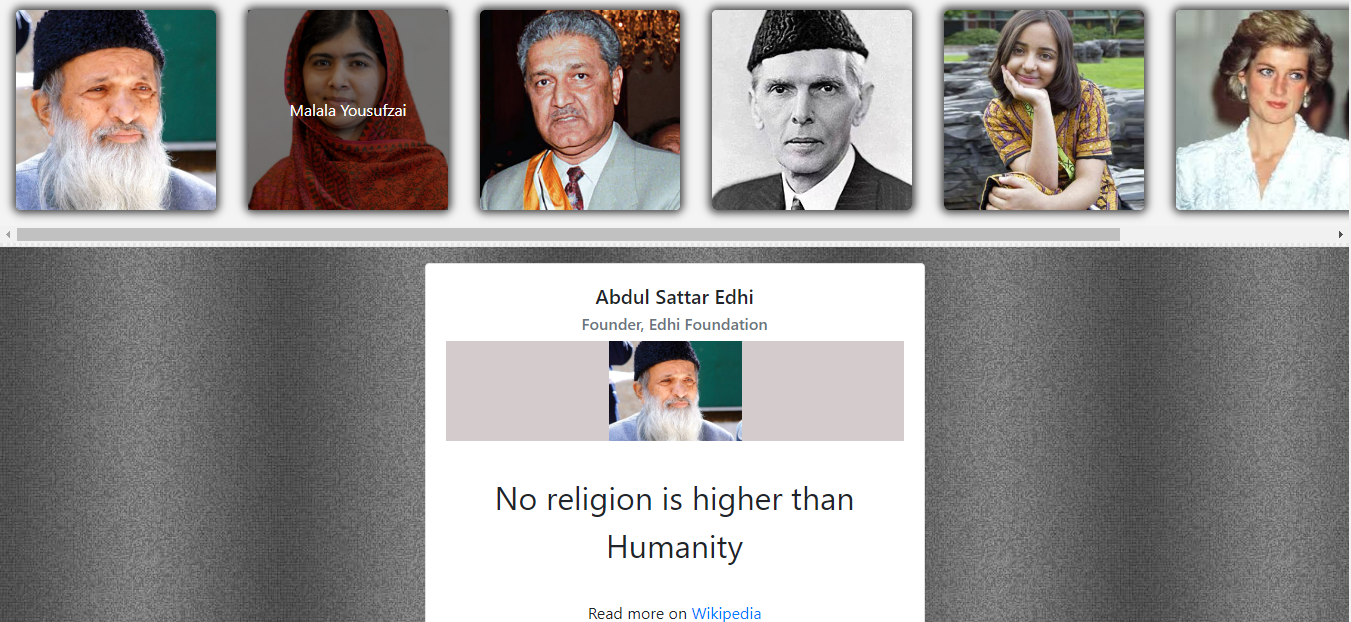 Malala Yousufzai
Abdul Sattar Edhi
Founder, Edhi Foundation
No religion is higher than
Humanity
Read more on Wikipedia